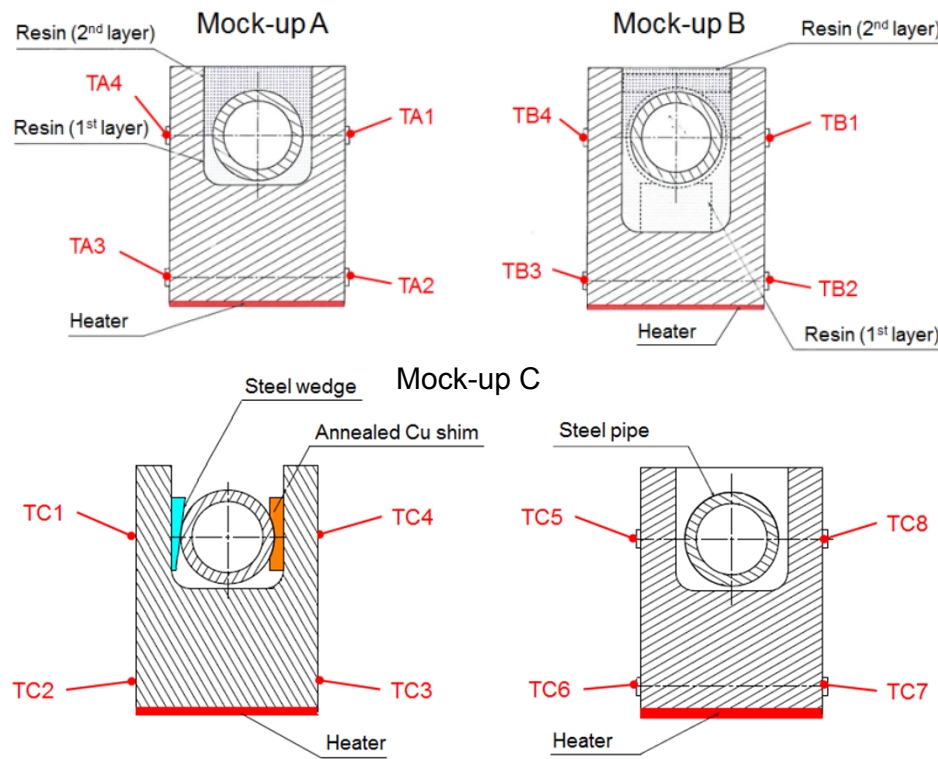 Mock-up A
Mock-up B
Resin (2nd layer)
Resin (2nd layer)
TA4
TA1
TB4
TB1
Resin (1st layer)
TA3
TA2
TB3
TB2
Heater
Heater
Resin (1st layer)
Mock-up C
Steel wedge
Annealed Cu shim
Steel pipe
TC1
TC4
TC5
TC8
TC2
TC3
TC6
TC7
Heater
Heater